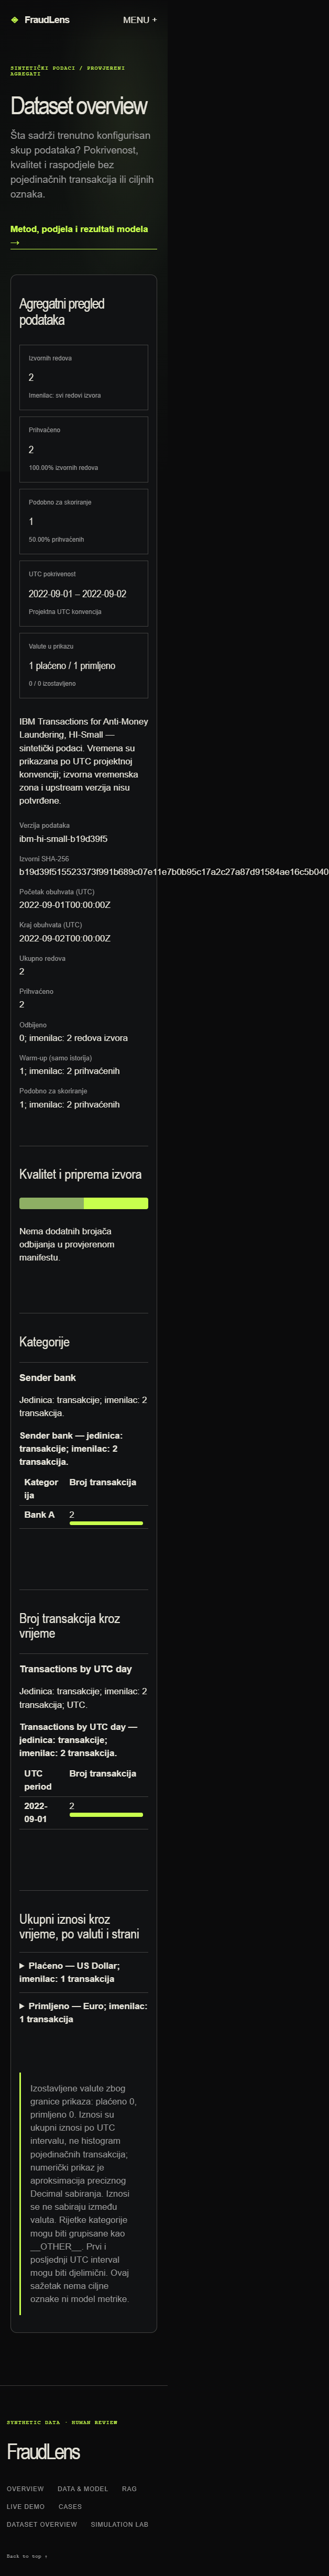 FraudLens
MENU +
SINTETIČKI PODACI / PROVJERENI
AGREGATI
Dataset overview
Šta sadrži trenutno konfigurisan
skup podataka? Pokrivenost,
kvalitet i raspodjele bez
pojedinačnih transakcija ili ciljnih
oznaka.
Metod, podjela i rezultati modela
→
Agregatni pregled
podataka
Izvornih redova
2
Imenilac: svi redovi izvora
Prihvaćeno
2
100.00% izvornih redova
Podobno za skoriranje
1
50.00% prihvaćenih
UTC pokrivenost
2022-09-01 – 2022-09-02
Projektna UTC konvencija
Valute u prikazu
1 plaćeno / 1 primljeno
0 / 0 izostavljeno
IBM Transactions for Anti-Money
Laundering, HI-Small —
sintetički podaci. Vremena su
prikazana po UTC projektnoj
konvenciji; izvorna vremenska
zona i upstream verzija nisu
potvrđene.
Verzija podataka
ibm-hi-small-b19d39f5
Izvorni SHA-256
b19d39f515523373f991b689c07e11e7b0b95c17a2c27a87d91584ae16c5b040
Početak obuhvata (UTC)
2022-09-01T00:00:00Z
Kraj obuhvata (UTC)
2022-09-02T00:00:00Z
Ukupno redova
2
Prihvaćeno
2
Odbijeno
0; imenilac: 2 redova izvora
Warm-up (samo istorija)
1; imenilac: 2 prihvaćenih
Podobno za skoriranje
1; imenilac: 2 prihvaćenih
Kvalitet i priprema izvora
Nema dodatnih brojača
odbijanja u provjerenom
manifestu.
Kategorije
Sender bank
Jedinica: transakcije; imenilac: 2
transakcija.
Sender bank — jedinica:
transakcije; imenilac: 2
transakcija.
Kategor
ija
Broj transakcija
Bank A
2
Broj transakcija kroz
vrijeme
Transactions by UTC day
Jedinica: transakcije; imenilac: 2
transakcija; UTC.
Transactions by UTC day —
jedinica: transakcije;
imenilac: 2 transakcija.
UTC
period
Broj transakcija
2022-
09-01
2
Ukupni iznosi kroz
vrijeme, po valuti i strani
▶ Plaćeno — US Dollar;
imenilac: 1 transakcija
▶ Primljeno — Euro; imenilac:
1 transakcija
Izostavljene valute zbog
granice prikaza: plaćeno 0,
primljeno 0. Iznosi su
ukupni iznosi po UTC
intervalu, ne histogram
pojedinačnih transakcija;
numerički prikaz je
aproksimacija preciznog
Decimal sabiranja. Iznosi
se ne sabiraju između
valuta. Rijetke kategorije
mogu biti grupisane kao
__OTHER__. Prvi i
posljednji UTC interval
mogu biti djelimični. Ovaj
sažetak nema ciljne
oznake ni model metrike.
SYNTHETIC DATA · HUMAN REVIEW
FraudLens
OVERVIEW DATA & MODEL RAG
LIVE DEMO CASES
DATASET OVERVIEW SIMULATION LAB
Back to top ↑